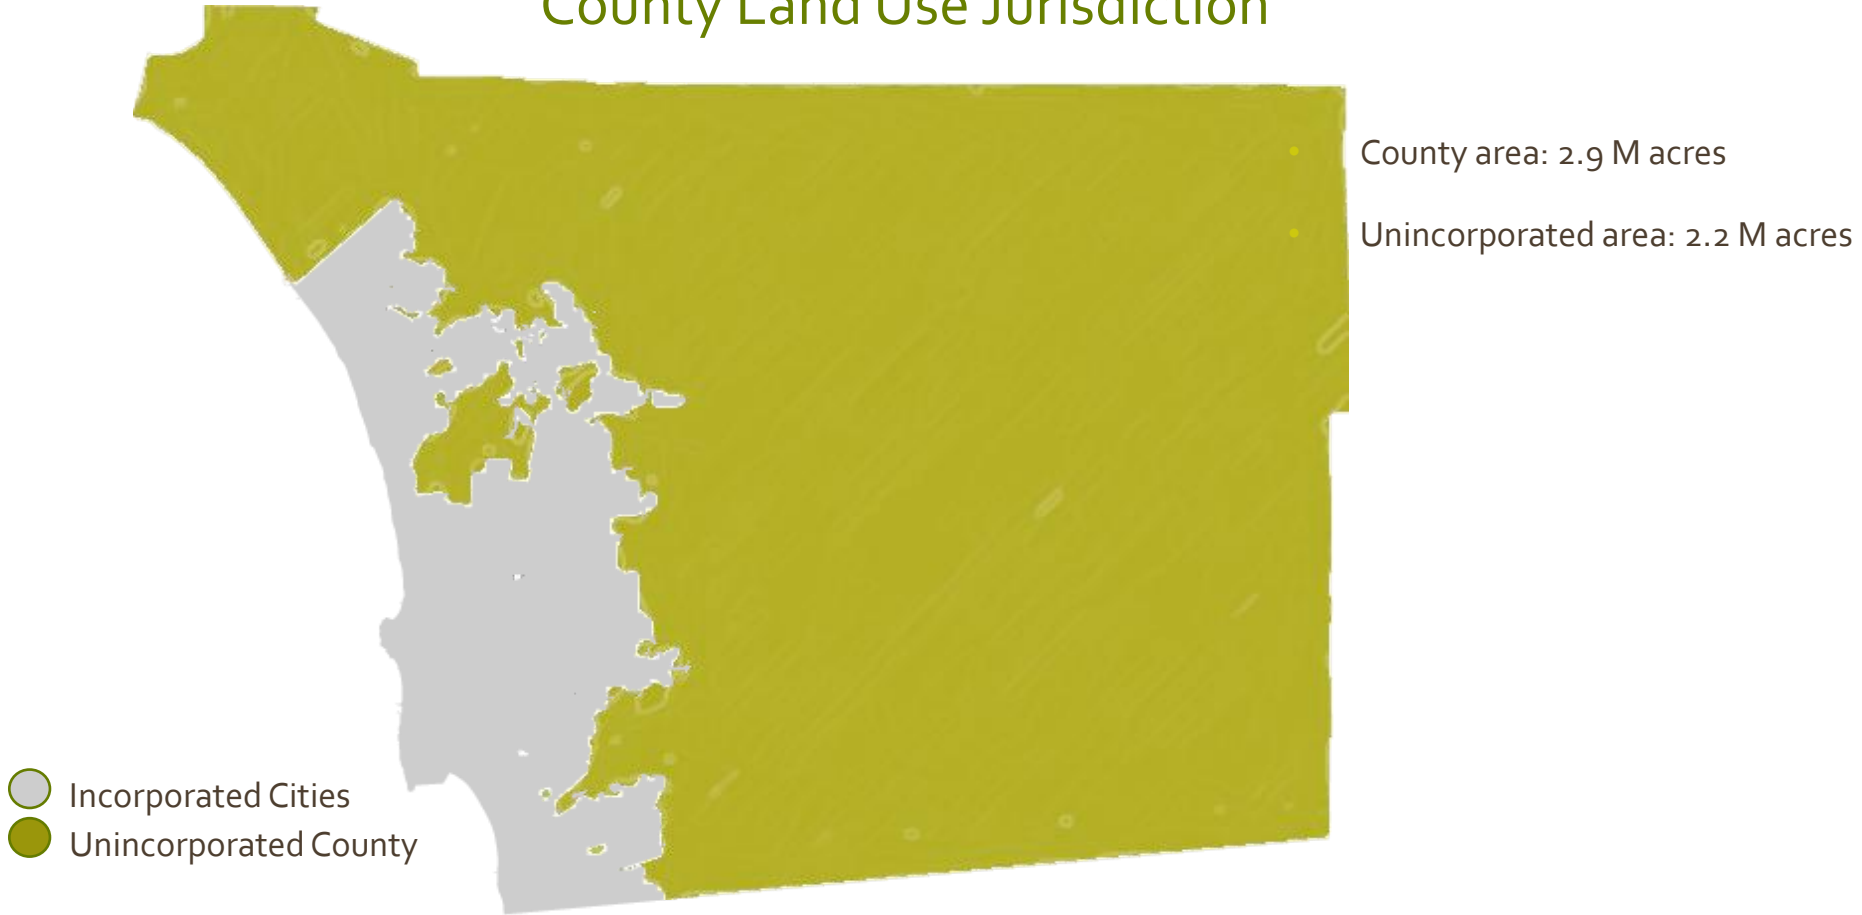 County Land Use Jurisdiction
County area: 2.9 M acres
Unincorporated area: 2.2 M acres
Incorporated Cities
Unincorporated County